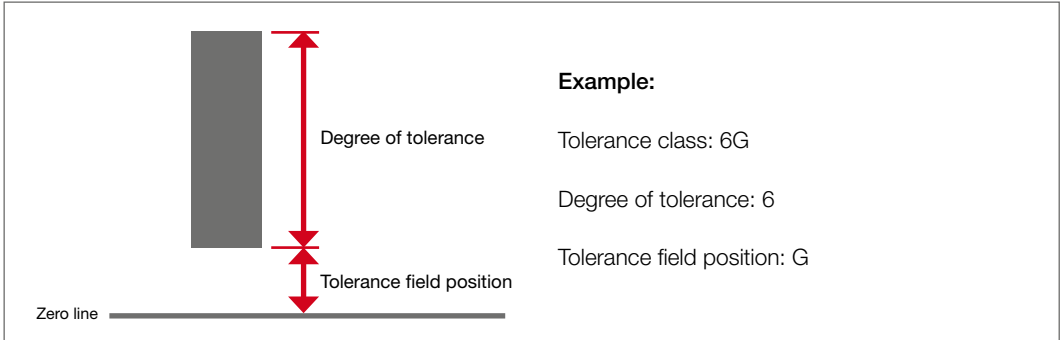 Degree of tolerance
Tolerance field position
Zero line
Example:
Tolerance class: 6G
Degree of tolerance: 6
Tolerance field position: G